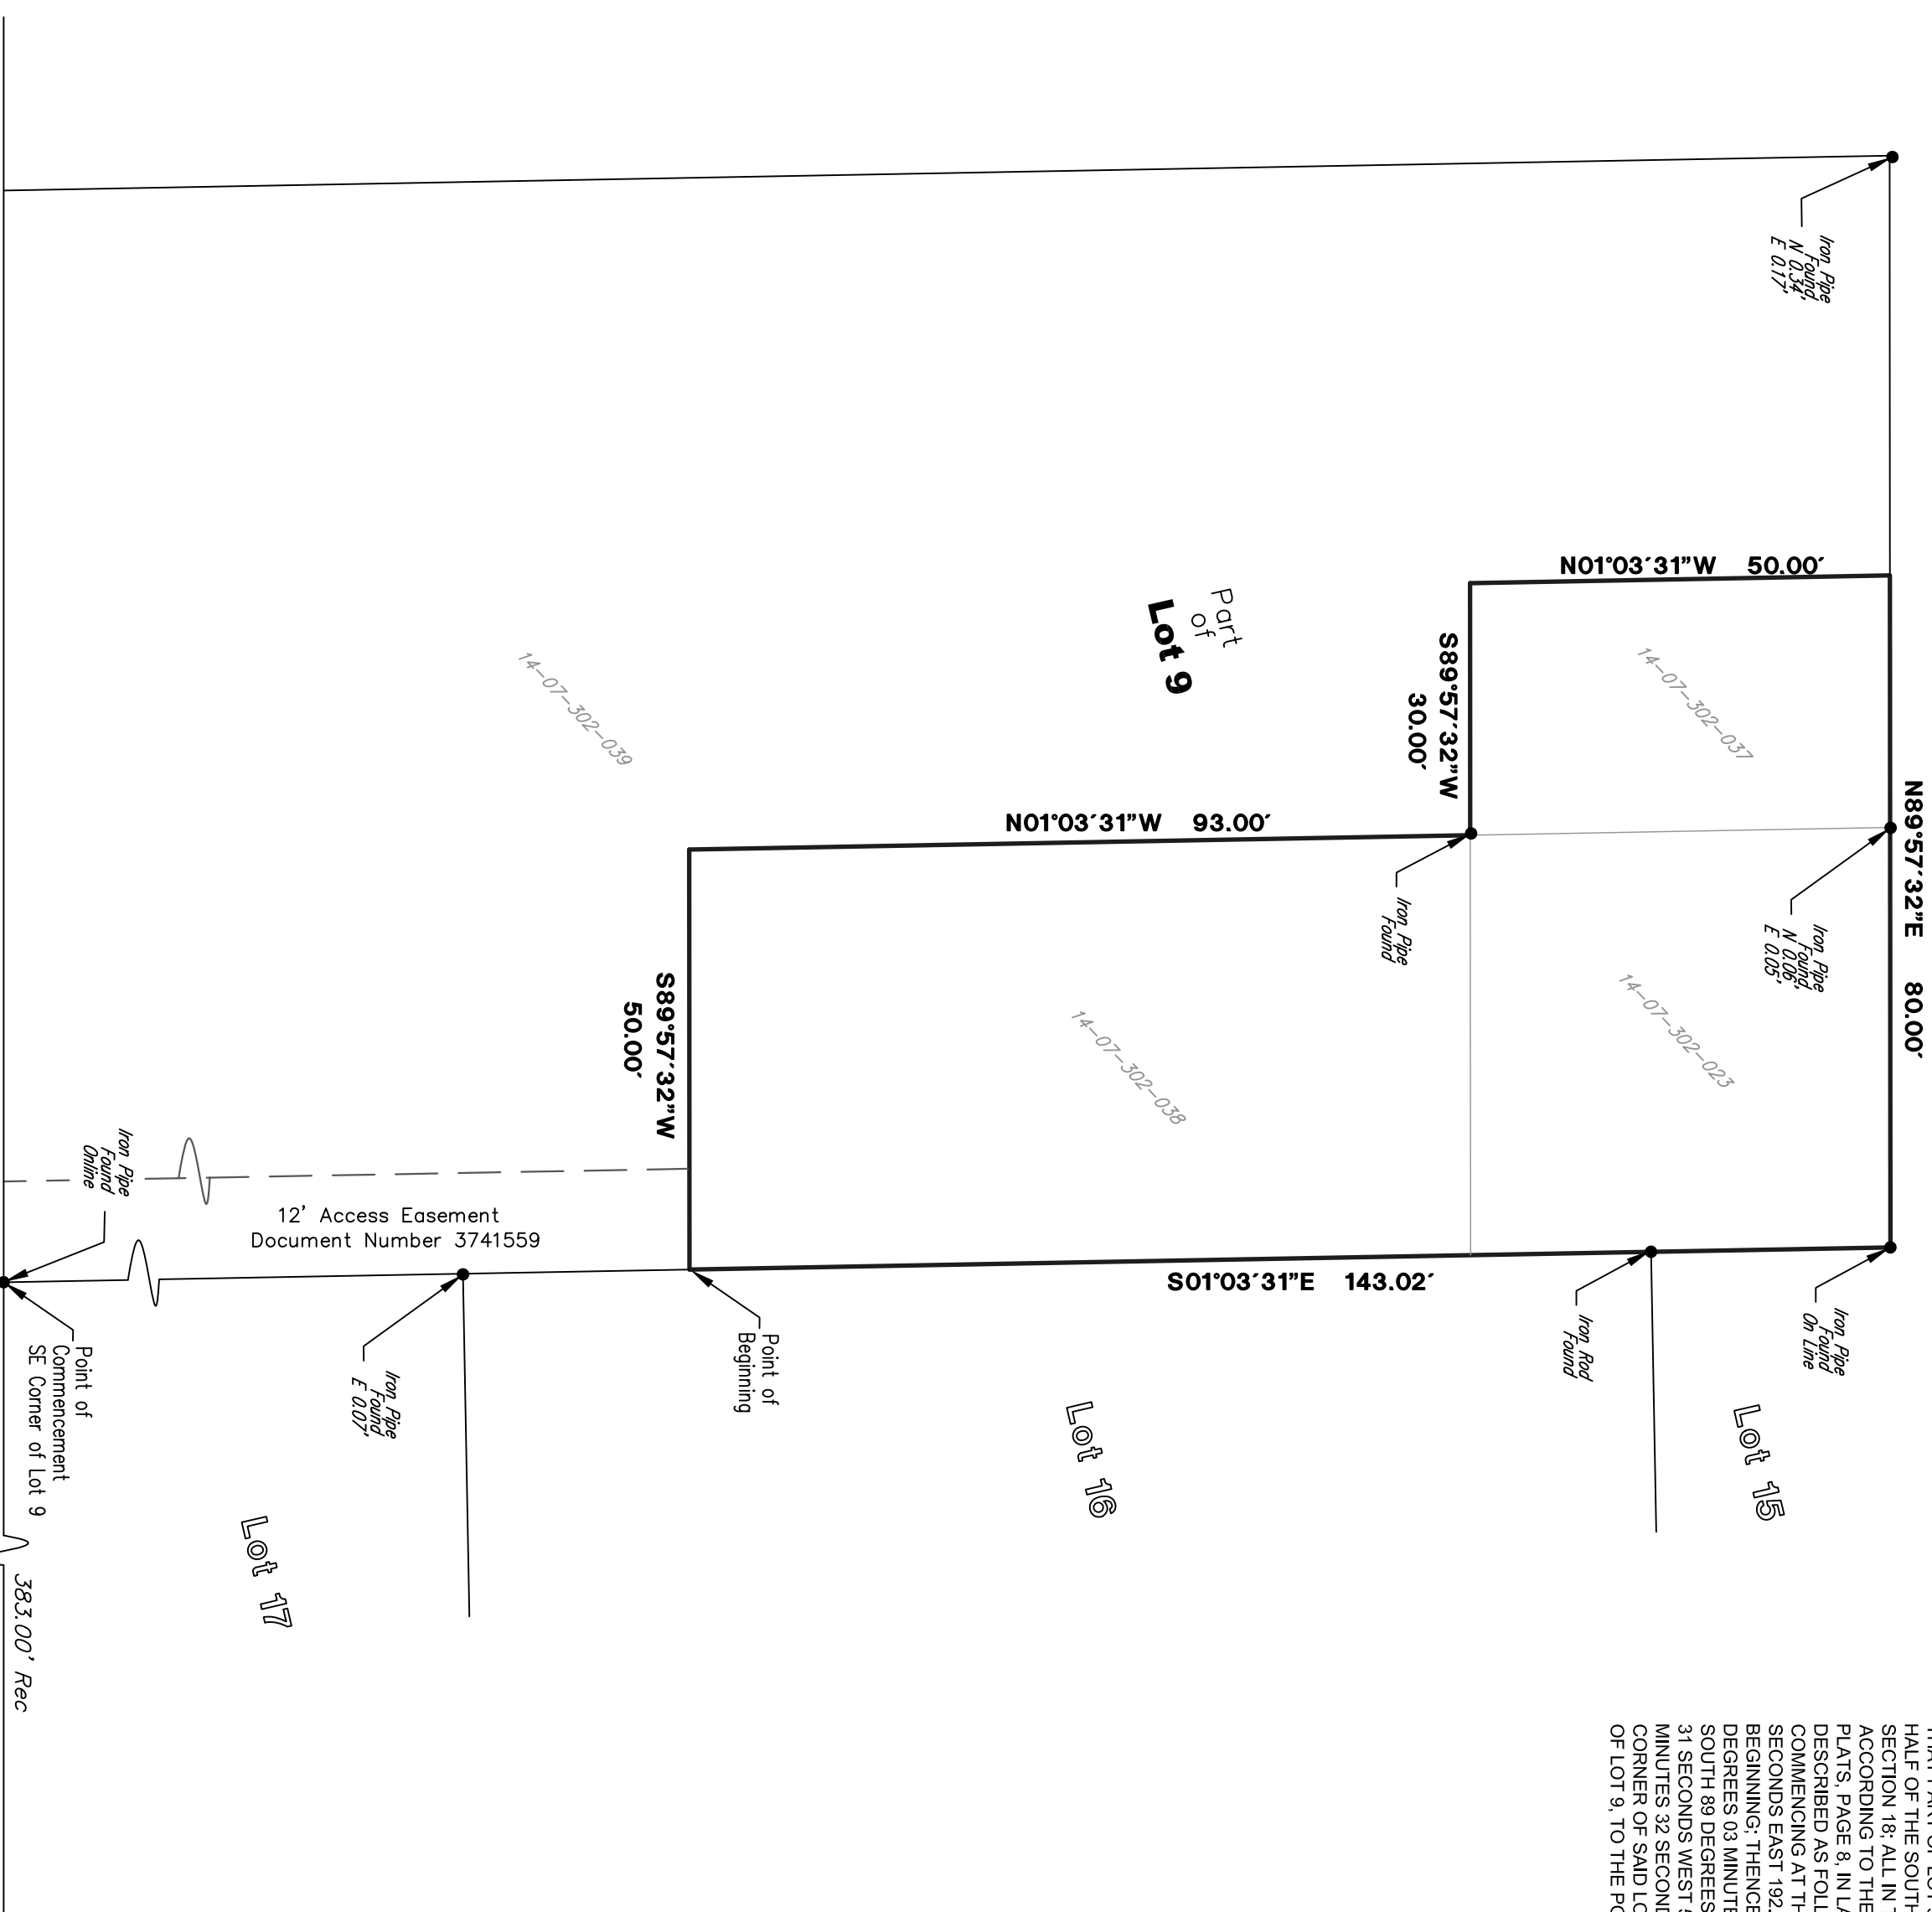 Iron Pipe
Found
N 0.34'
E 0.17'
N01°03'31"W 50.00'
S89°57'32"W
30.00'
14-07-302-037
N89°57'32"E 80.00'
Part
of
Lot 9
14-07-302-039
N01°03'31"W 93.00'
Iron Pipe
Found
Iron Pipe
Found
N 0.06'
E 0.05'
14-07-302-023
14-07-302-038
S89°57'32"W
50.00'
Iron Pipe
Found
Online
12' Access Easement
Document Number 3741559
S01°03'31"E 143.02'
Iron Rod
Found
Iron Pipe
Found
On Line
Point of
Beginning
Iron Pipe
Found
E 0.07'
Point of
Commencement
SE Corner of Lot 9
Lot 15
Lot 16
Lot 17
383.00' Rec
HALF OF THE SOUTH
SECTION 18; ALL IN
ACCORDING TO THE
PLATS, PAGE 8, IN LA
DESCRIBED AS FOLL
COMMENCING AT TH
SECONDS EAST 192.
BEGINNING; THENCE
DEGREES 03 MINUTE
SOUTH 89 DEGREES
31 SECONDS WEST 5
MINUTES 32 SECOND
CORNER OF SAID LO
OF LOT 9, TO THE PO